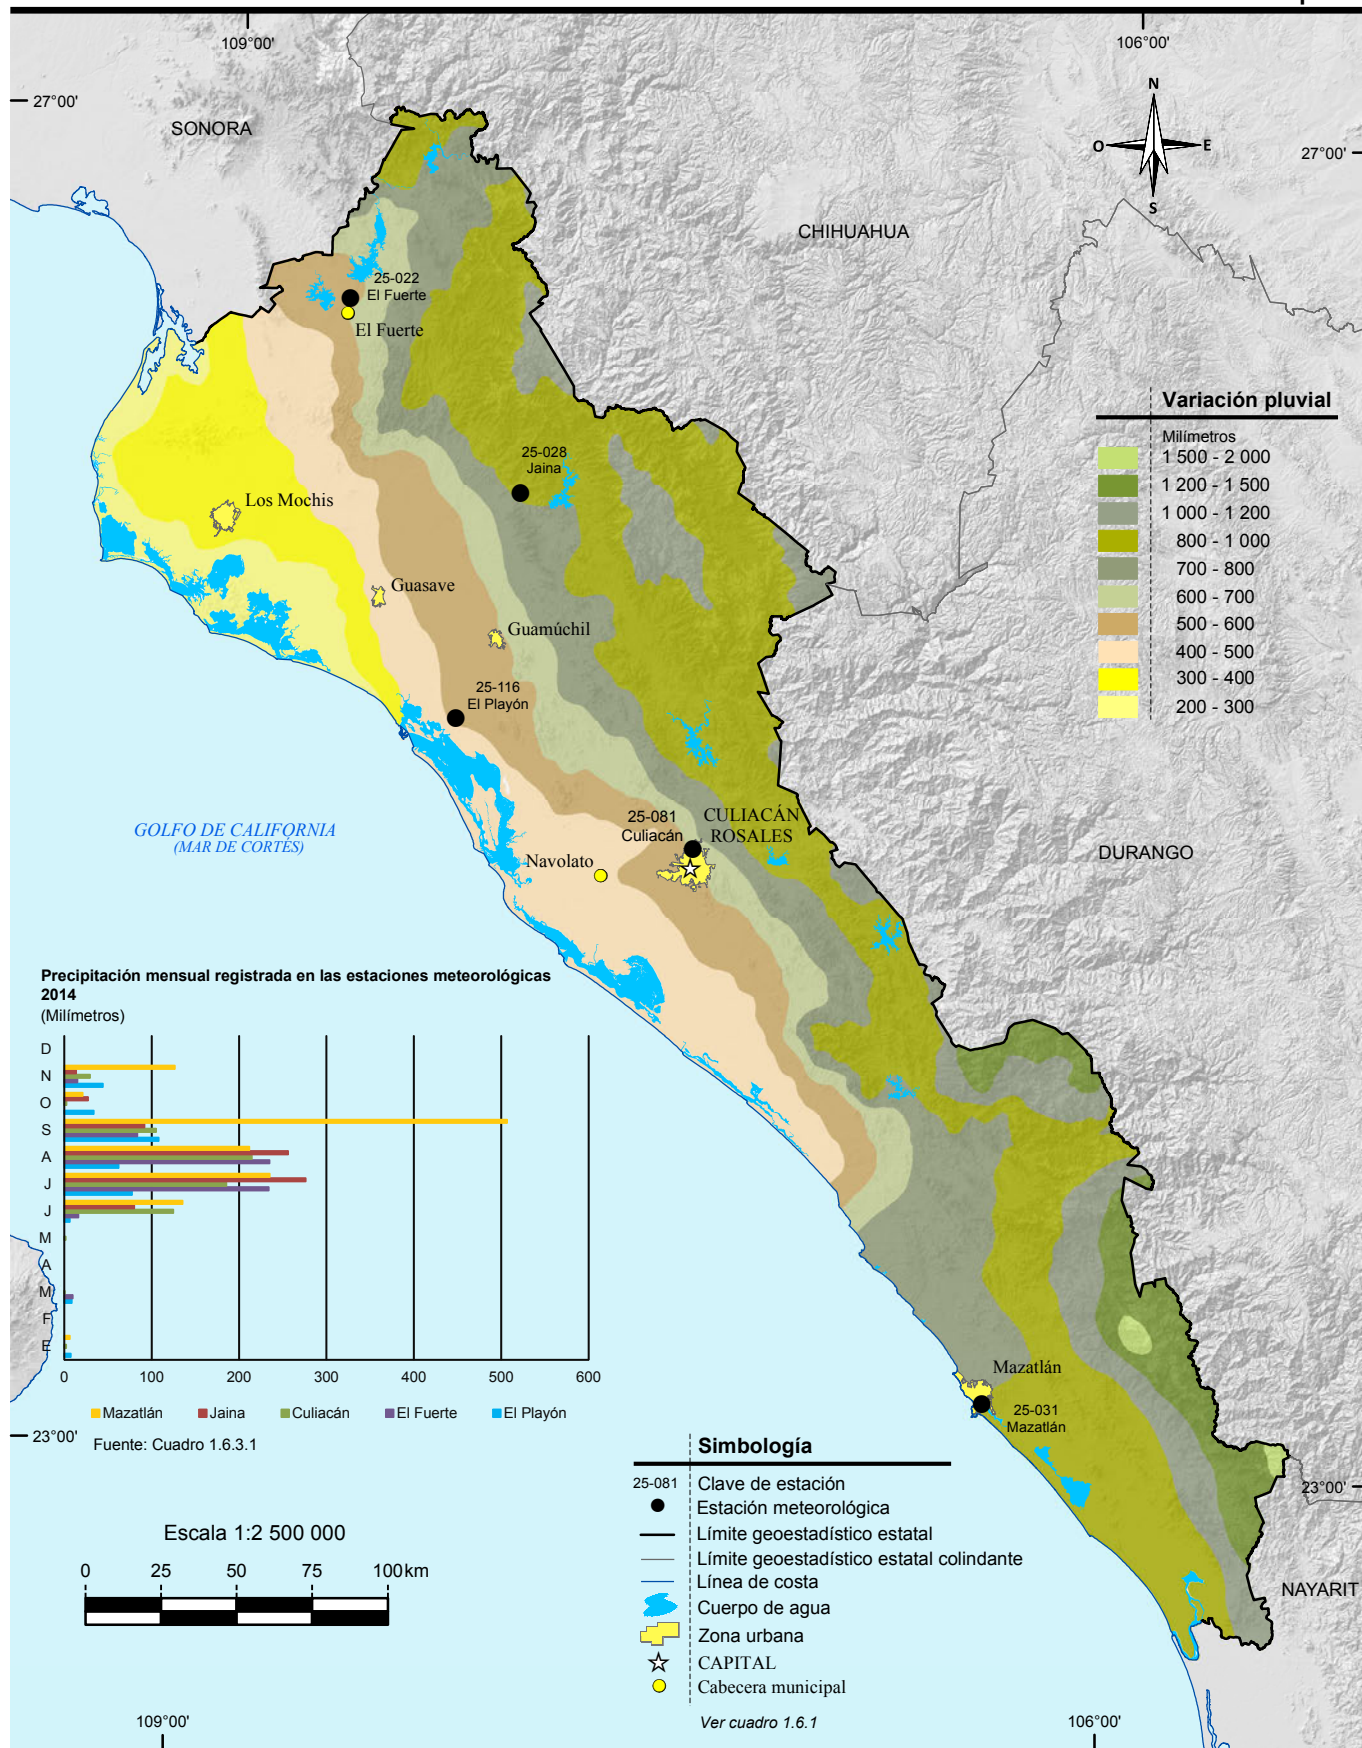 109°00'
106°00'
27°00'
27°00'
SONORA
N
O
E
S
CHIHUAHUA
25-022
El Fuerte
El Fuerte
Variación pluvial
Milímetros
1 500 - 2 000
1 200 - 1 500
1 000 - 1 200
800 - 1 000
700 - 800
600 - 700
500 - 600
400 - 500
300 - 400
200 - 300
25-028
Jaina
Los Mochis
Guasave
Guamúchil
25-116
El Playón
GOLFO DE CALIFORNIA
(MAR DE CORTÉS)
25-081
Culiacán
CULIACÁN
ROSALES
Navolato
DURANGO
Precipitación mensual registrada en las estaciones meteorológicas
2014
(Milímetros)
D
N
O
S
A
J
J
M
A
M
F
E
0 100 200 300 400 500 600
Mazatlán Jaina Culiacán El Fuerte El Playón
Fuente: Cuadro 1.6.3.1
Mazatlán
25-031
Mazatlán
23°00'
23°00'
NAYARIT
Escala 1:2 500 000
0 25 50 75 100km
Simbología
25-081 Clave de estación
Estación meteorológica
Límite geoestadístico estatal
Límite geoestadístico estatal colindante
Línea de costa
Cuerpo de agua
Zona urbana
CAPITAL
Cabecera municipal
Ver cuadro 1.6.1
109°00'
106°00'